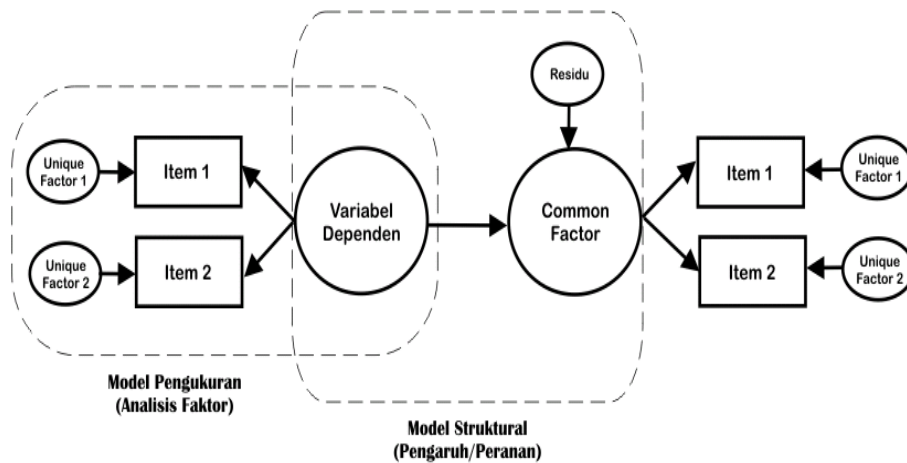 Residu
Unique
Factor 1
Item 1
Variabel
Dependen
Common
Factor
Item 1
Unique
Factor 1
Unique
Factor 2
Item 2
Item 2
Unique
Factor 2
Model Pengukuran
(Analisis Faktor)
Model Struktural
(Pengaruh/Peranan)